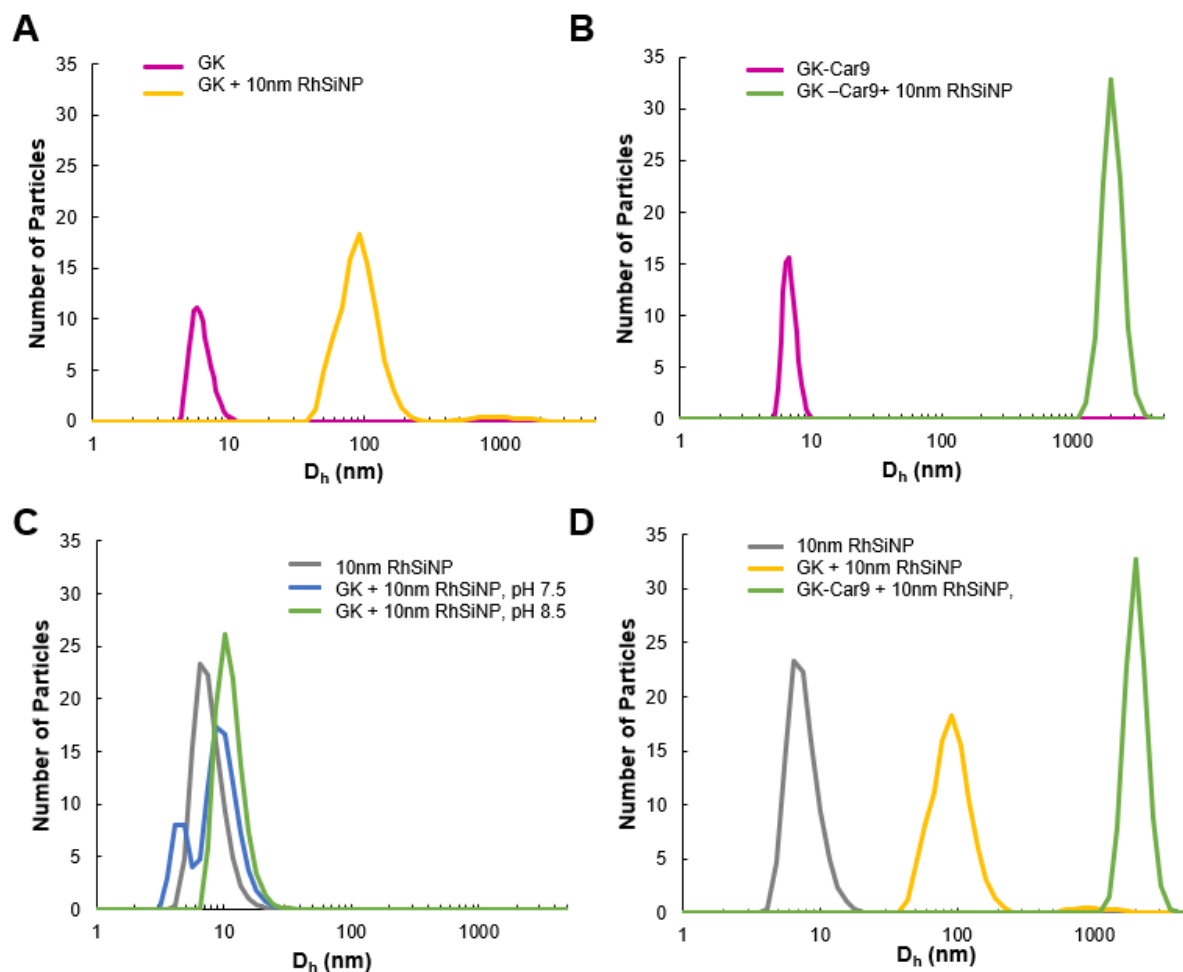 A
GK
GK + 10nm RhSiNP
35
30
25
20
15
10
5
0
Number of Particles
1
10
100
1000
Dₕ (nm)
B
GK-Car9
GK –Car9+ 10nm RhSiNP
35
30
25
20
15
10
5
0
Number of Particles
1
10
100
1000
Dₕ (nm)
C
10nm RhSiNP
GK + 10nm RhSiNP, pH 7.5
GK + 10nm RhSiNP, pH 8.5
35
30
25
20
15
10
5
0
Number of Particles
1
10
100
1000
Dₕ (nm)
D
10nm RhSiNP
GK + 10nm RhSiNP
GK-Car9 + 10nm RhSiNP,
35
30
25
20
15
10
5
0
Number of Particles
1
10
100
1000
Dₕ (nm)